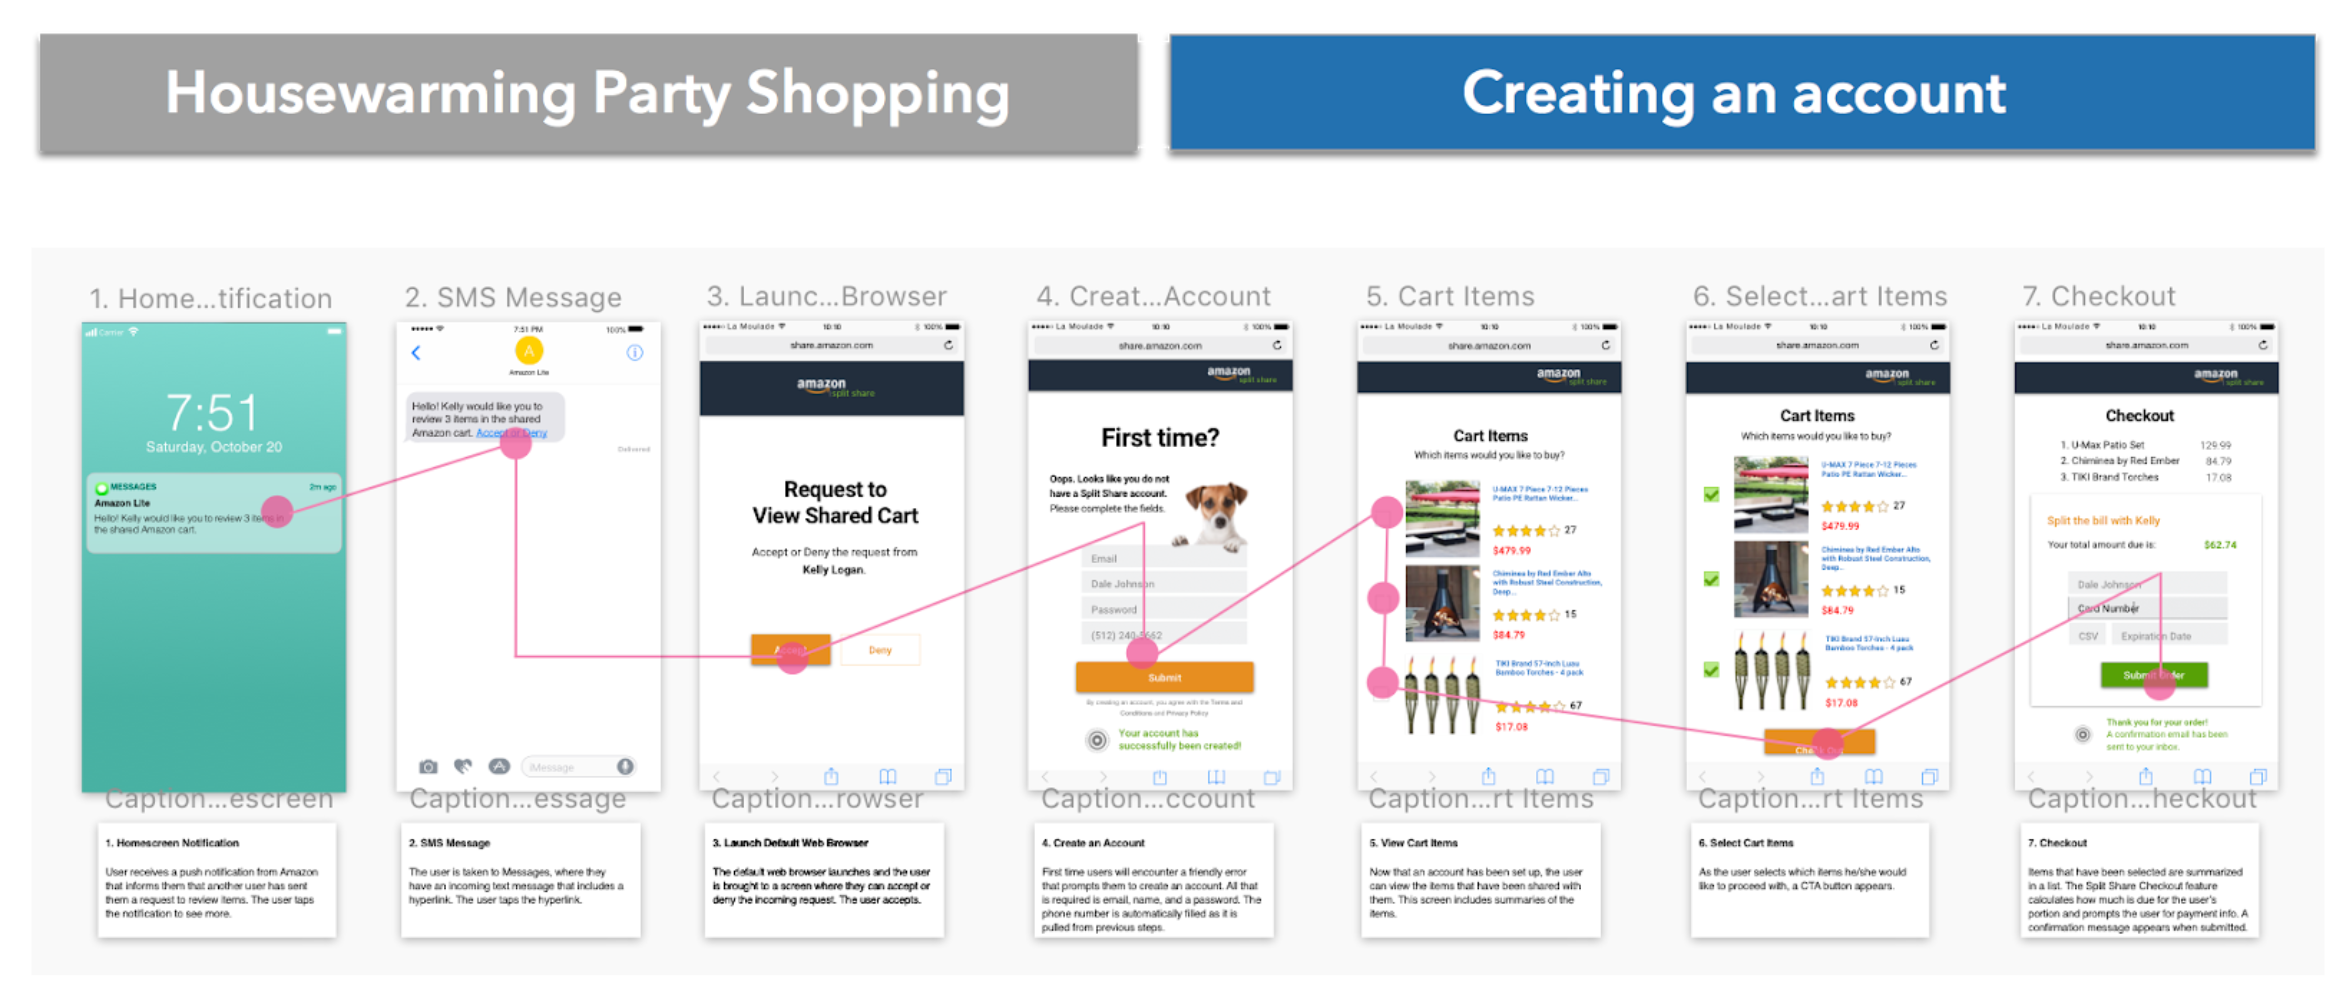 Housewarming Party Shopping
Creating an account
1. Home...tification
Carrier
7:51
Saturday, October 20
MESSAGES
2m ago
Amazon Lite
Hello! Kelly would like you to review 3 items in
the shared Amazon cart.
Caption...escreen
1. Homescreen Notification
User receives a push notification from Amazon
that informs them that another user has sent
them a request to review items. The user taps
the notification to see more.
2. SMS Message
7:51 PM
100%
A
Amazon Lite
Hello! Kelly would like you to
review 3 items in the shared
Amazon cart. Accept or Deny
Delivered
iMessage
Caption...essage
2. SMS Message
The user is taken to Messages, where they
have an incoming text message that includes a
hyperlink. The user taps the hyperlink.
3. Launc...Browser
La Moulade
10:10
100%
share.amazon.com
amazon
split share
Request to
View Shared Cart
Accept or Deny the request from
Kelly Logan.
Accept
Deny
Caption...rowser
3. Launch Default Web Browser
The default web browser launches and the user
is brought to a screen where they can accept or
deny the incoming request. The user accepts.
4. Creat...Account
La Moulade
10:10
100%
share.amazon.com
amazon
split share
First time?
Oops. Looks like you do not
have a Split Share account.
Please complete the fields.
Email
Dale Johnson
Password
(512) 240-5662
Submit
By creating an account, you agree with the Terms and
Conditions and Privacy Policy
Your account has
successfully been created!
Caption...ccount
4. Create an Account
First time users will encounter a friendly error
that prompts them to create an account. All that
is required is email, name, and a password. The
phone number is automatically filled as it is
pulled from previous steps.
5. Cart Items
La Moulade
10:10
100%
share.amazon.com
amazon
split share
Cart Items
Which items would you like to buy?
U-MAX 7 Piece 7-12 Pieces
Patio PE Rattan Wicker...
27
$479.99
Chiminea by Red Ember Alto
with Robust Steel Construction,
Deep...
15
$84.79
TIKI Brand 57-Inch Luau
Bamboo Torches - 4 pack
67
$17.08
Caption...rt Items
5. View Cart Items
Now that an account has been set up, the user
can view the items that have been shared with
them. This screen includes summaries of the
items.
6. Select...art Items
La Moulade
10:10
100%
share.amazon.com
amazon
split share
Cart Items
Which items would you like to buy?
U-MAX 7 Piece 7-12 Pieces
Patio PE Rattan Wicker...
27
$479.99
Chiminea by Red Ember Alto
with Robust Steel Construction,
Deep...
15
$84.79
TIKI Brand 57-Inch Luau
Bamboo Torches - 4 pack
67
$17.08
Check Out
Caption...rt Items
6. Select Cart Items
As the user selects which items he/she would
like to proceed with, a CTA button appears.
7. Checkout
La Moulade
10:10
100%
share.amazon.com
amazon
split share
Checkout
1. U-Max Patio Set 129.99
2. Chiminea by Red Ember 84.79
3. TIKI Brand Torches 17.08
Split the bill with Kelly
Your total amount due is: $62.74
Dale Johnson
Card Number
CSV
Expiration Date
Submit Order
Thank you for your order!
A confirmation email has been
sent to your inbox.
Caption...heckout
7. Checkout
Items that have been selected are summarized
in a list. The Split Share Checkout feature
calculates how much is due for the user's
portion and prompts the user for payment info. A
confirmation message appears when submitted.